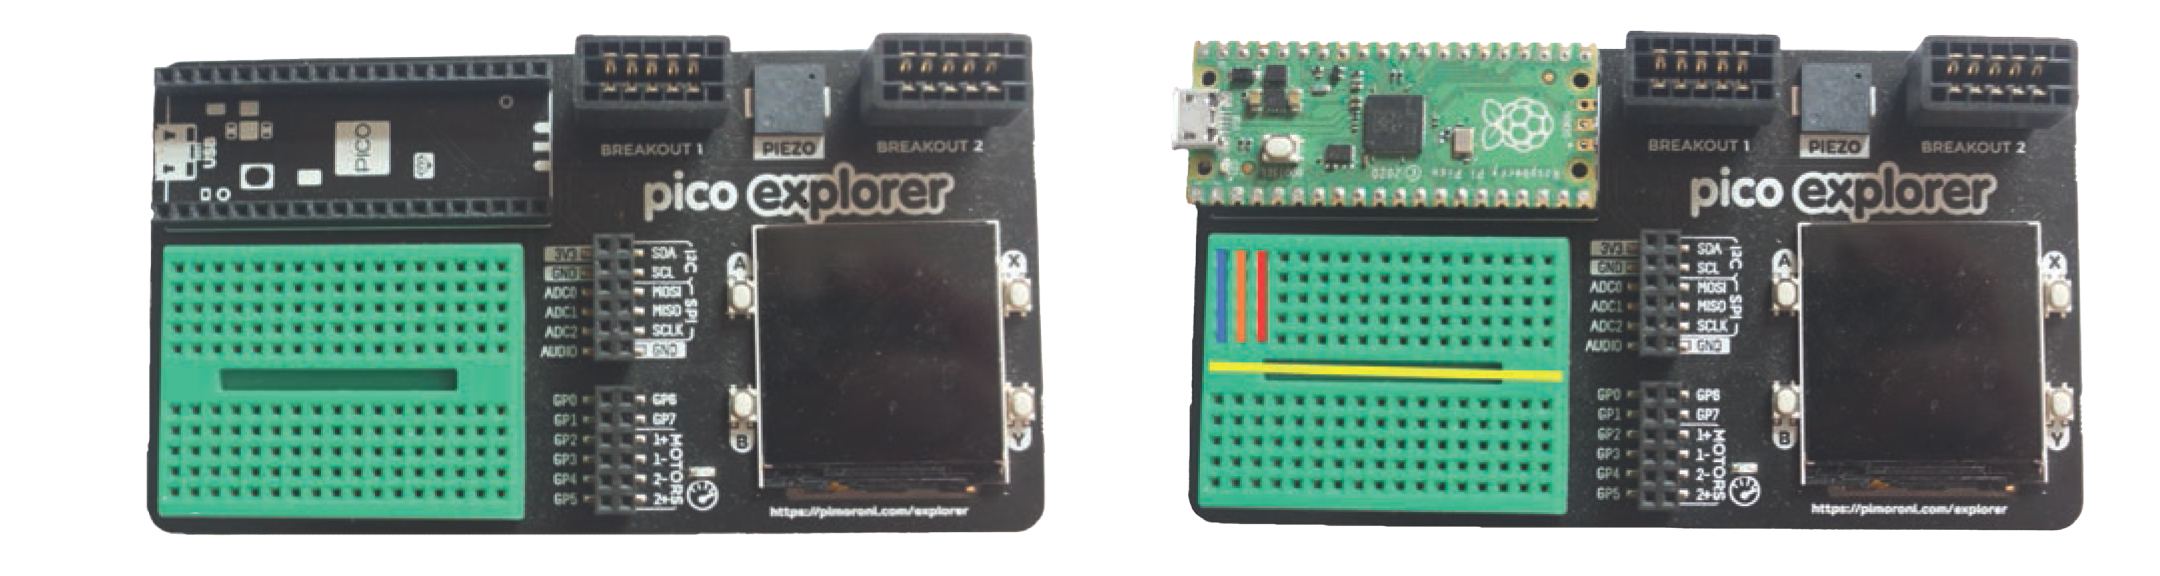 BREAKOUT 1
PIEZO
BREAKOUT 2
USB
PICO
pico explorer
3V3 SDA
GND SCL
I2C
ADC0 MOSI
ADC1 MISO
ADC2 SCLK
SPI
AUDIO GND
GP0 GP6
GP1 GP7
GP2 1+
GP3 1-
GP4 2-
GP5 2+
MOTORS
A
B
X
Y
https://pimoroni.com/explorer
BREAKOUT 1
PIEZO
BREAKOUT 2
BOOTSEL
Raspberry Pi Pico © 2020
pico explorer
3V3 SDA
GND SCL
I2C
ADC0 MOSI
ADC1 MISO
ADC2 SCLK
SPI
AUDIO GND
GP0 GP6
GP1 GP7
GP2 1+
GP3 1-
GP4 2-
GP5 2+
MOTORS
A
B
X
Y
https://pimoroni.com/explorer